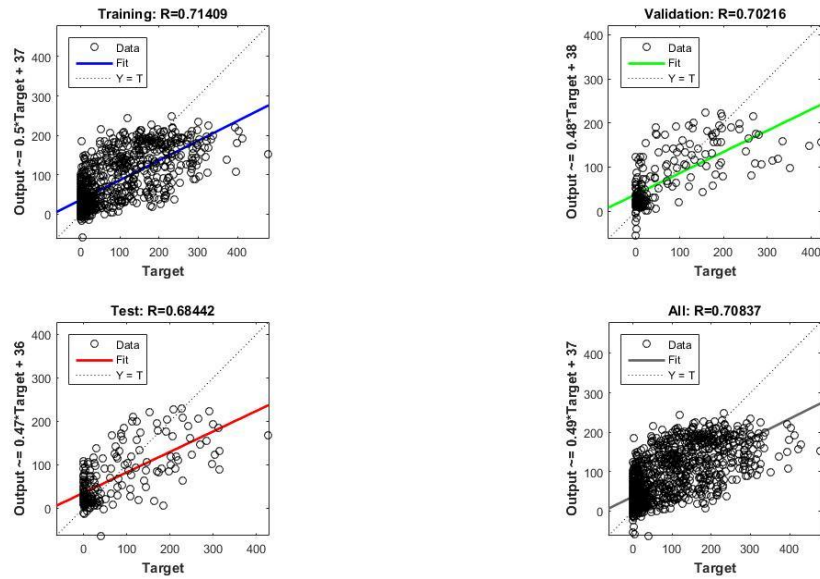 Training: R=0.71409
Output ~= 0.5*Target + 37
400
300
200
100
0
Data
Fit
Y = T
0 100 200 300 400
Target
Validation: R=0.70216
Output ~= 0.48*Target + 38
400
300
200
100
0
Data
Fit
Y = T
0 100 200 300 400
Target
Test: R=0.68442
Output ~= 0.47*Target + 36
400
300
200
100
0
Data
Fit
Y = T
0 100 200 300 400
Target
All: R=0.70837
Output ~= 0.49*Target + 37
400
300
200
100
0
Data
Fit
Y = T
0 100 200 300 400
Target